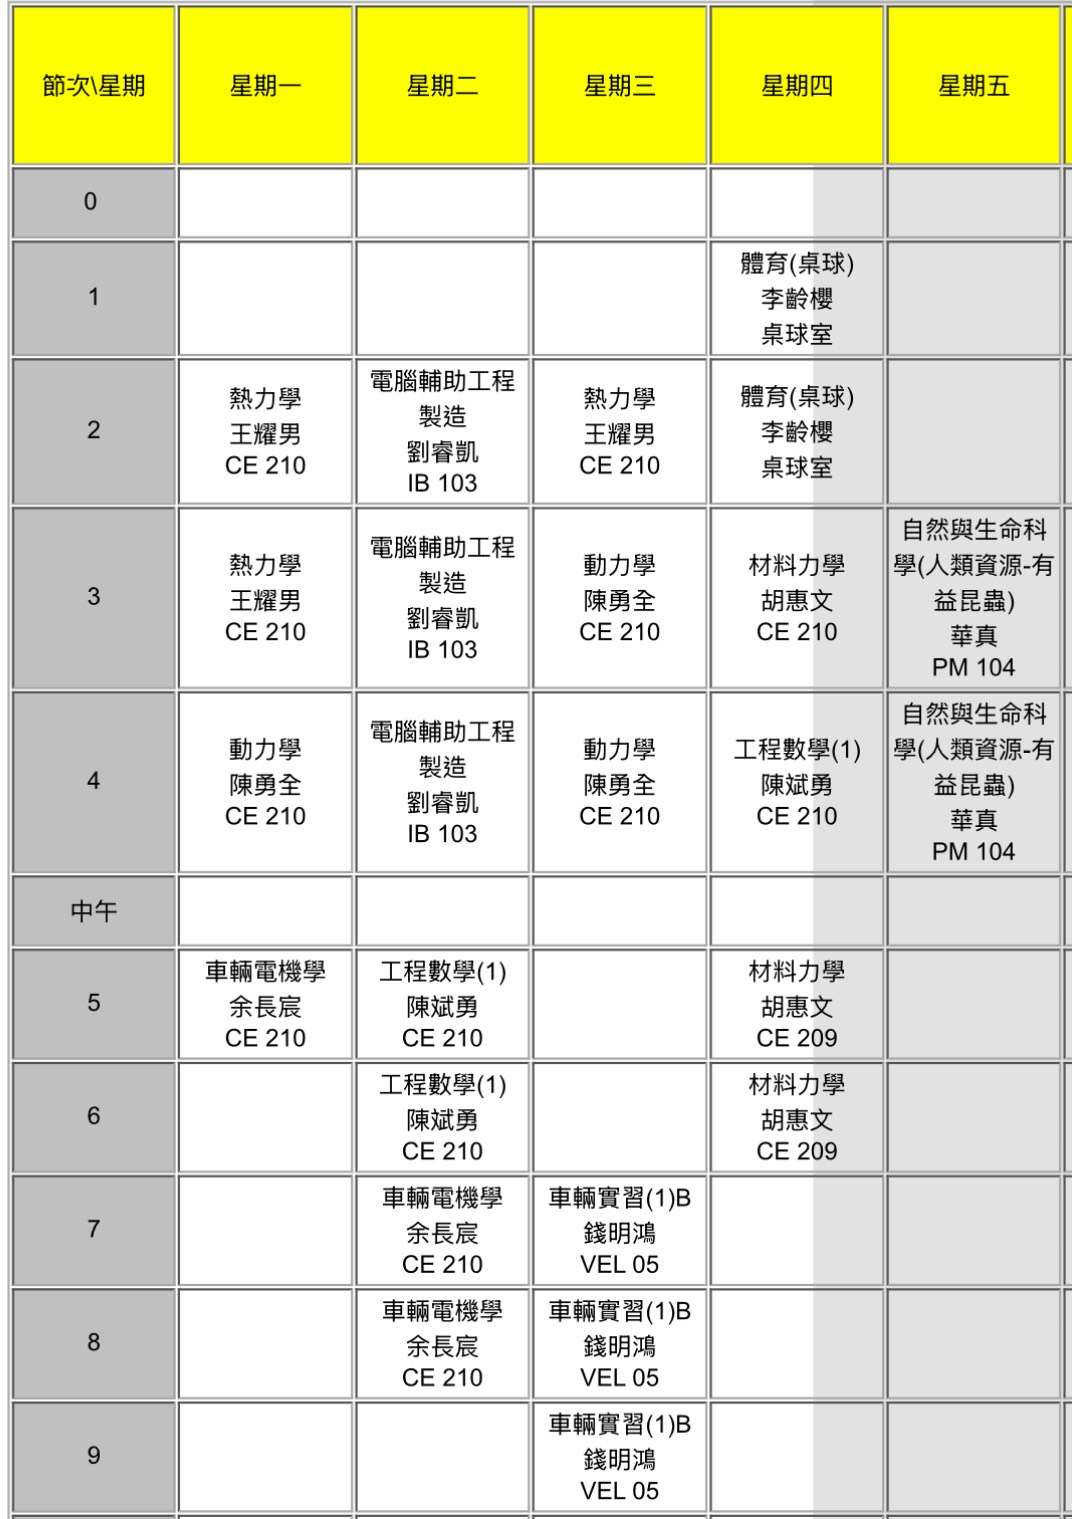 節次\星期
星期一
星期二
星期三
星期四
星期五
0
1
體育(桌球)
李齡櫻
桌球室
2
熱力學
王耀男
CE 210
電腦輔助工程
製造
劉睿凱
IB 103
熱力學
王耀男
CE 210
體育(桌球)
李齡櫻
桌球室
3
熱力學
王耀男
CE 210
電腦輔助工程
製造
劉睿凱
IB 103
動力學
陳勇全
CE 210
材料力學
胡惠文
CE 210
自然與生命科
學(人類資源-有
益昆蟲)
華真
PM 104
4
動力學
陳勇全
CE 210
電腦輔助工程
製造
劉睿凱
IB 103
動力學
陳勇全
CE 210
工程數學(1)
陳斌勇
CE 210
自然與生命科
學(人類資源-有
益昆蟲)
華真
PM 104
中午
5
車輛電機學
余長宸
CE 210
工程數學(1)
陳斌勇
CE 210
材料力學
胡惠文
CE 209
6
工程數學(1)
陳斌勇
CE 210
材料力學
胡惠文
CE 209
7
車輛電機學
余長宸
CE 210
車輛實習(1)B
錢明鴻
VEL 05
8
車輛電機學
余長宸
CE 210
車輛實習(1)B
錢明鴻
VEL 05
9
車輛實習(1)B
錢明鴻
VEL 05